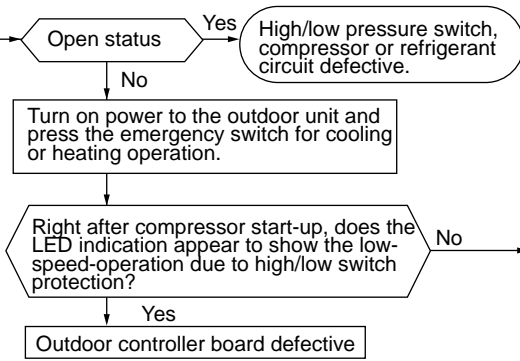 Open status
Yes
High/low pressure switch,
compressor or refrigerant
circuit defective.
No
Turn on power to the outdoor unit and
press the emergency switch for cooling
or heating operation.
Right after compressor start-up, does the
LED indication appear to show the low-
speed-operation due to high/low switch
protection?
No
Yes
Outdoor controller board defective